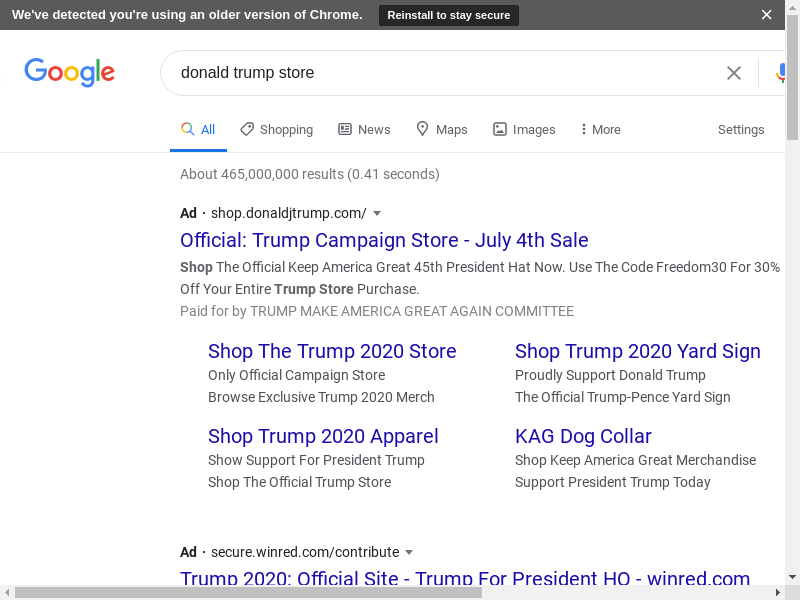 We've detected you're using an older version of Chrome. Reinstall to stay secure
Google
donald trump store
All Shopping News Maps Images More Settings
About 465,000,000 results (0.41 seconds)
Ad · shop.donaldjtrump.com/
Official: Trump Campaign Store - July 4th Sale
Shop The Official Keep America Great 45th President Hat Now. Use The Code Freedom30 For 30%
Off Your Entire Trump Store Purchase.
Paid for by TRUMP MAKE AMERICA GREAT AGAIN COMMITTEE
Shop The Trump 2020 Store
Only Official Campaign Store
Browse Exclusive Trump 2020 Merch
Shop Trump 2020 Yard Sign
Proudly Support Donald Trump
The Official Trump-Pence Yard Sign
Shop Trump 2020 Apparel
Show Support For President Trump
Shop The Official Trump Store
KAG Dog Collar
Shop Keep America Great Merchandise
Support President Trump Today
Ad · secure.winred.com/contribute
Trump 2020: Official Site - Trump For President HQ - winred.com